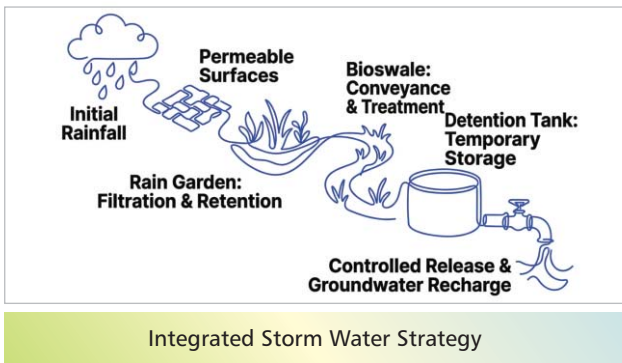 Initial
Rainfall
Permeable
Surfaces
Rain Garden:
Filtration & Retention
Bioswale:
Conveyance
& Treatment
Detention Tank:
Temporary
Storage
Controlled Release &
Groundwater Recharge
Integrated Storm Water Strategy